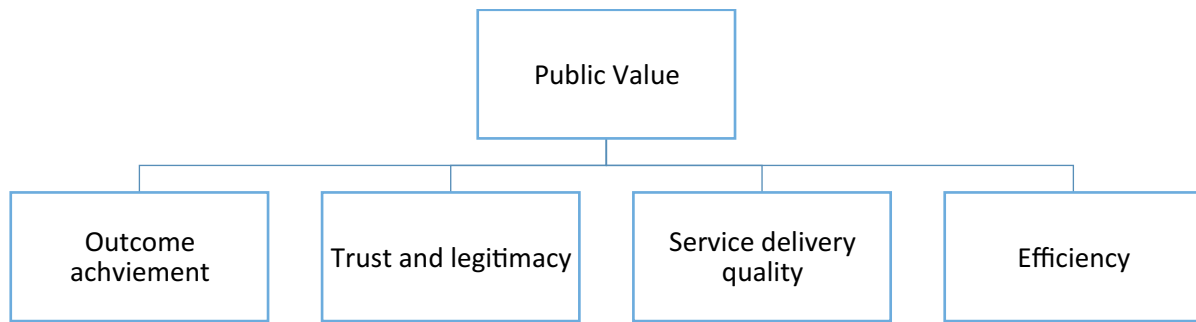 Public Value
Outcome
achviement
Trust and legitimacy
Service delivery
quality
Efficiency